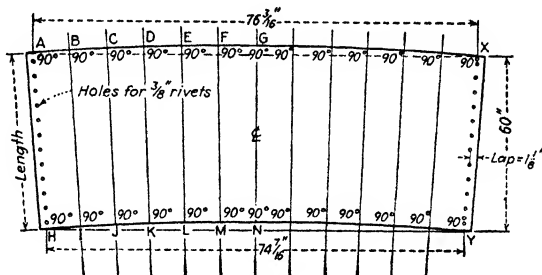 76 3/16"
A B C D E F G X
90° 90° 90° 90° 90° 90° 90° 90° 90° 90° 90° 90°
Holes for 3/8" rivets
Length
℄
60"
Lap=1 1/8"
90° 90° 90° 90° 90° 90° 90° 90° 90° 90° 90° 90°
H J K L M N Y
74 7/16"